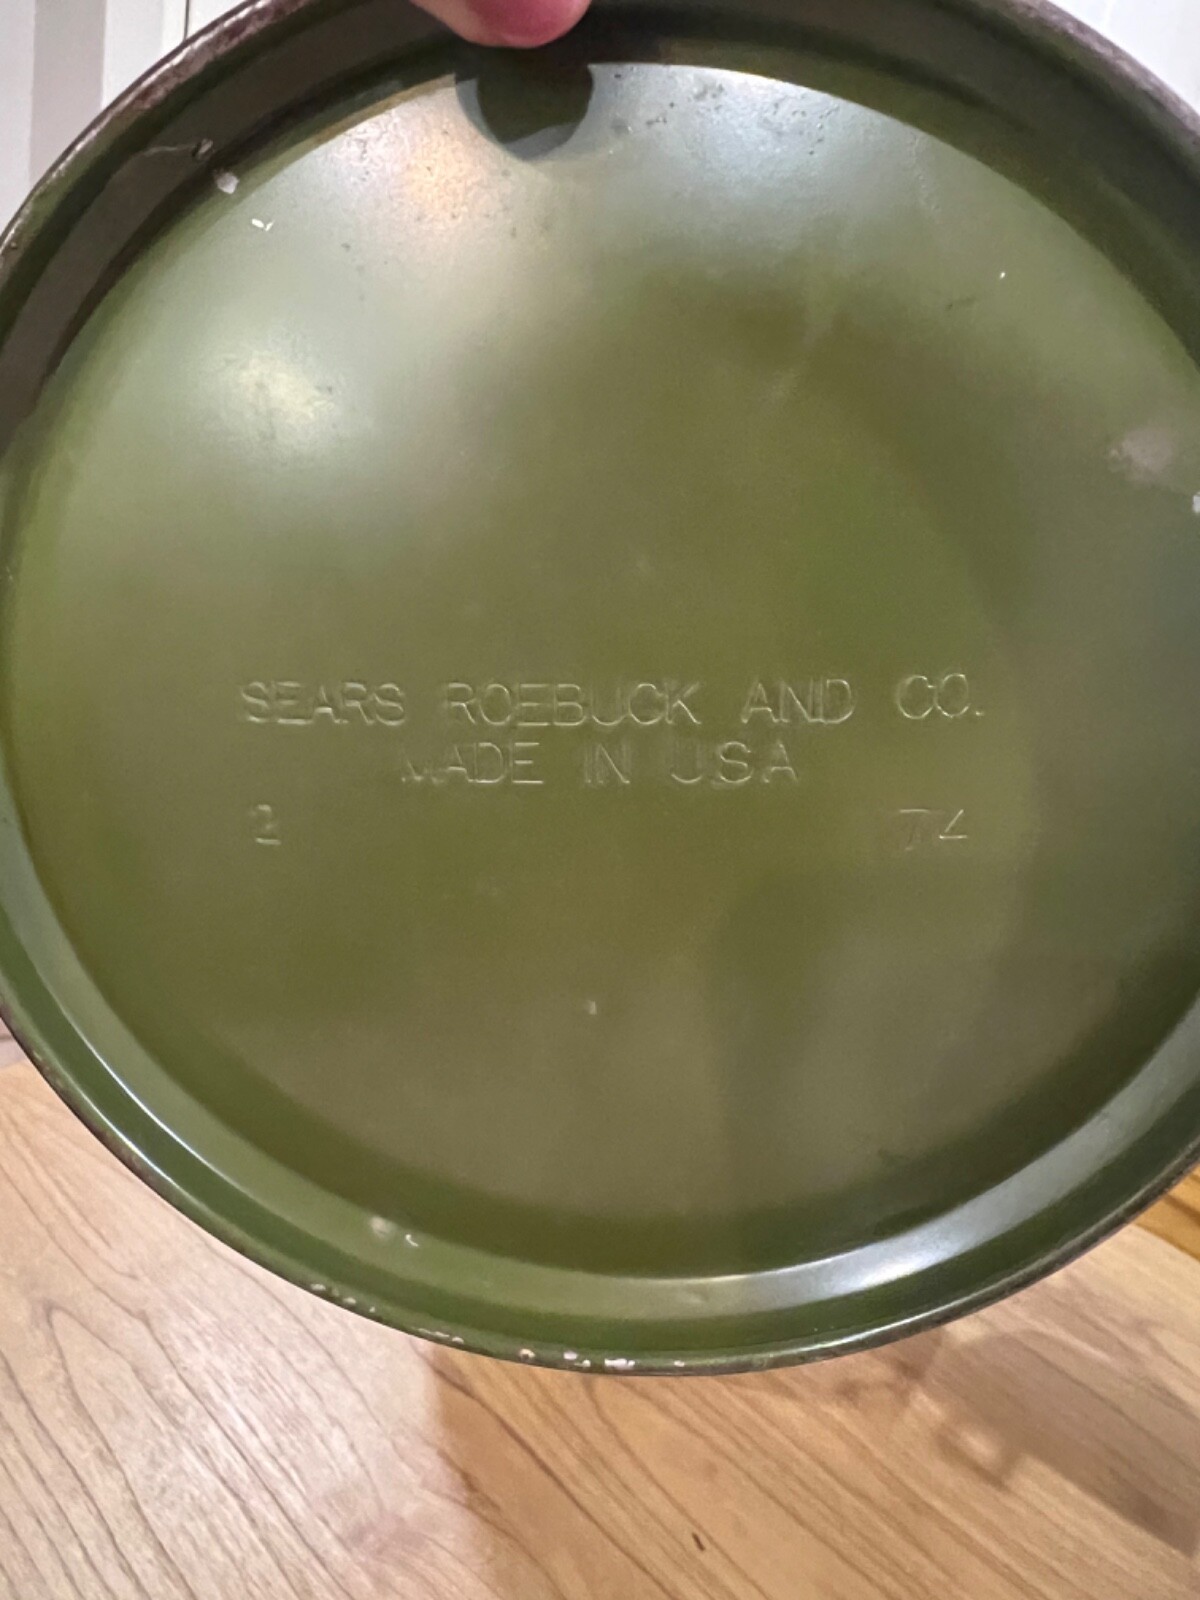 SEARS ROEBUCK AND CO.
MADE IN U.S.A
2 74